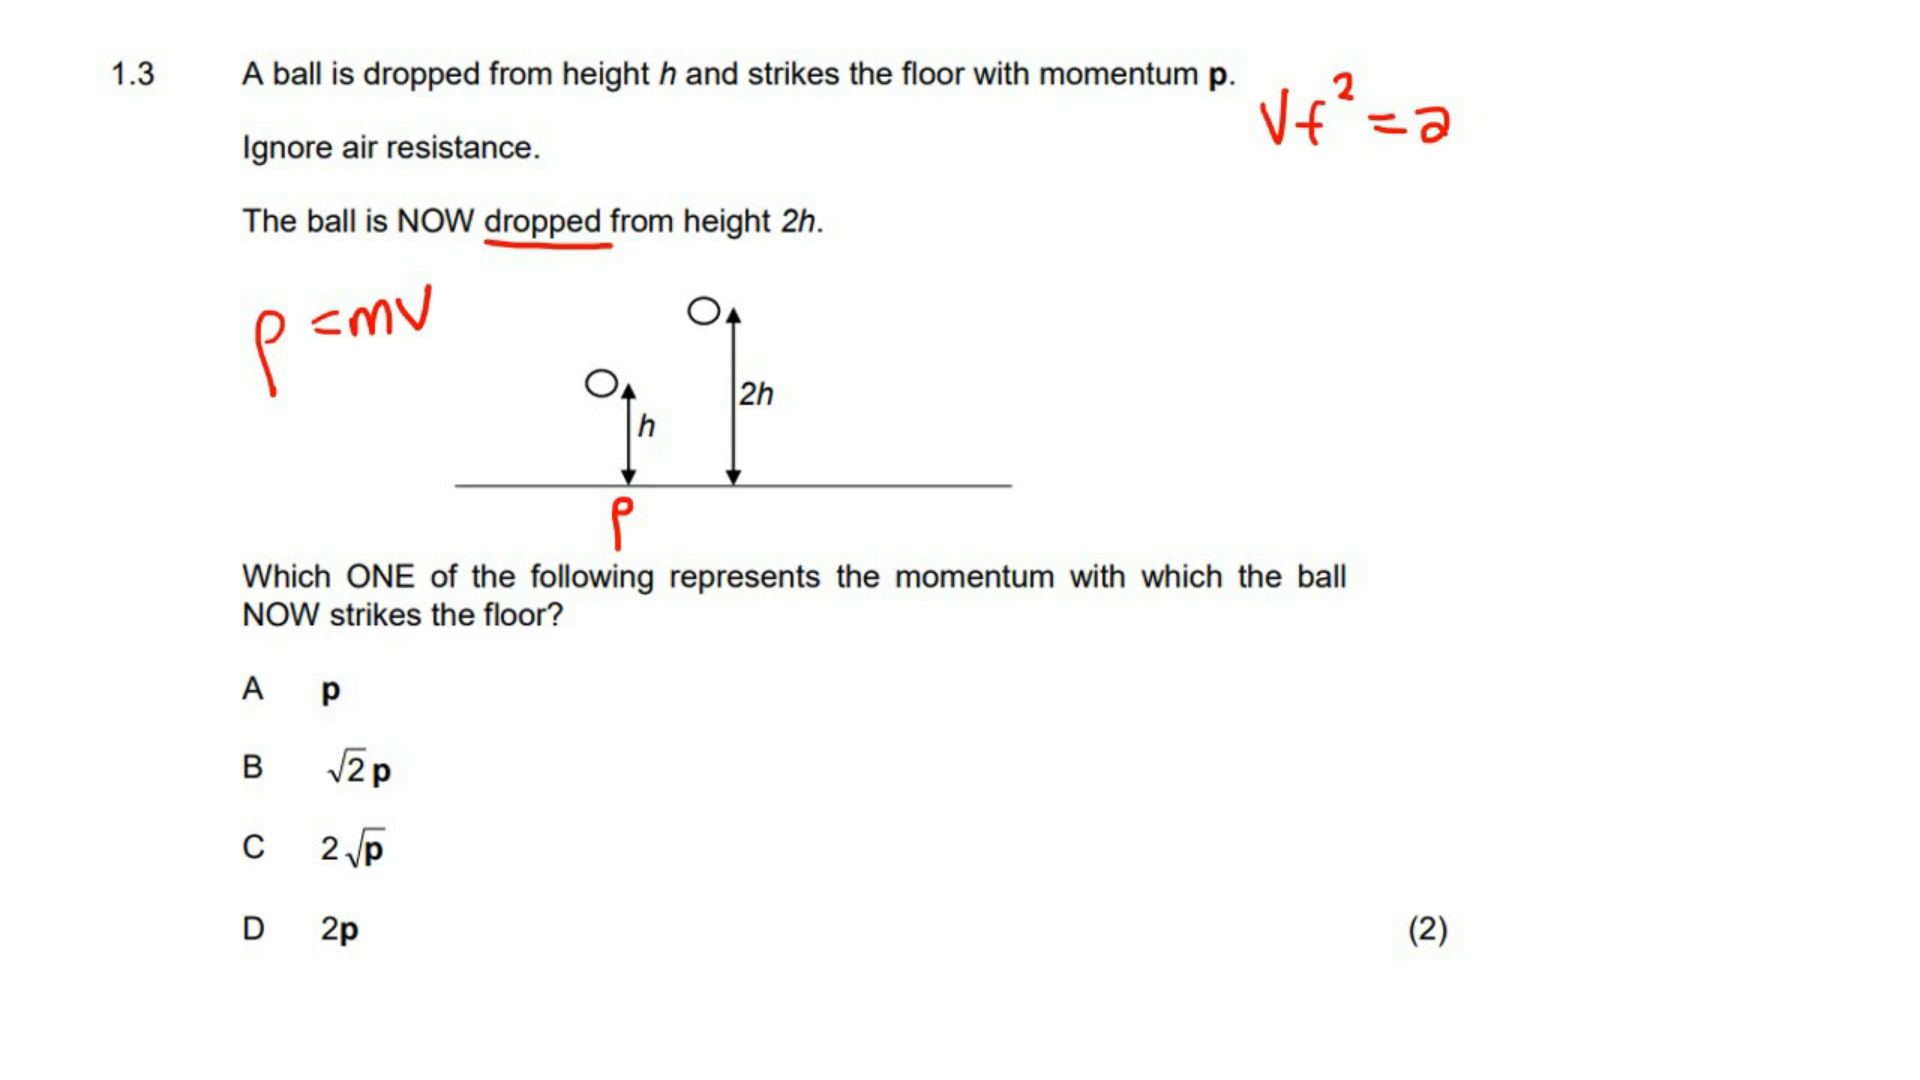 1.3 A ball is dropped from height h and strikes the floor with momentum p.
Vf² = 2
Ignore air resistance.
The ball is NOW dropped from height 2h.
p = mv
2h
h
p
Which ONE of the following represents the momentum with which the ball
NOW strikes the floor?
A p
B √2 p
C 2√p
D 2p (2)